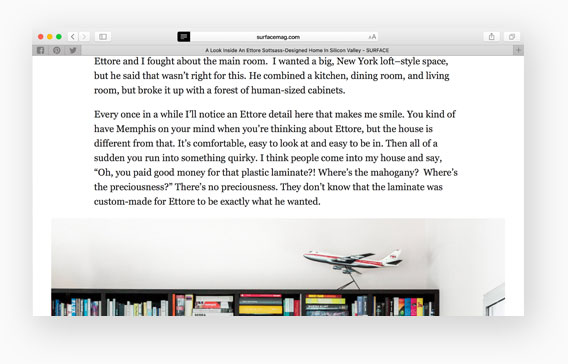 surfacemag.com
A Look Inside An Ettore Sottsass-Designed Home In Silicon Valley - SURFACE
Ettore and I fought about the main room. I wanted a big, New York loft–style space,
but he said that wasn't right for this. He combined a kitchen, dining room, and living
room, but broke it up with a forest of human-sized cabinets.
Every once in a while I'll notice an Ettore detail here that makes me smile. You kind of
have Memphis on your mind when you're thinking about Ettore, but the house is
different from that. It's comfortable, easy to look at and easy to be in. Then all of a
sudden you run into something quirky. I think people come into my house and say,
“Oh, you paid good money for that plastic laminate?! Where's the mahogany? Where's
the preciousness?” There's no preciousness. They don't know that the laminate was
custom-made for Ettore to be exactly what he wanted.